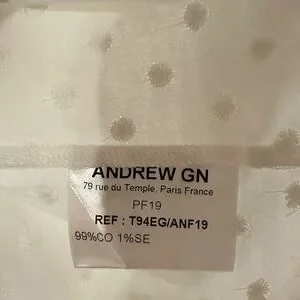 ANDREW GN
79 rue du Temple, Paris France
PF19
REF : T94EG/ANF19
99%CO 1%SE